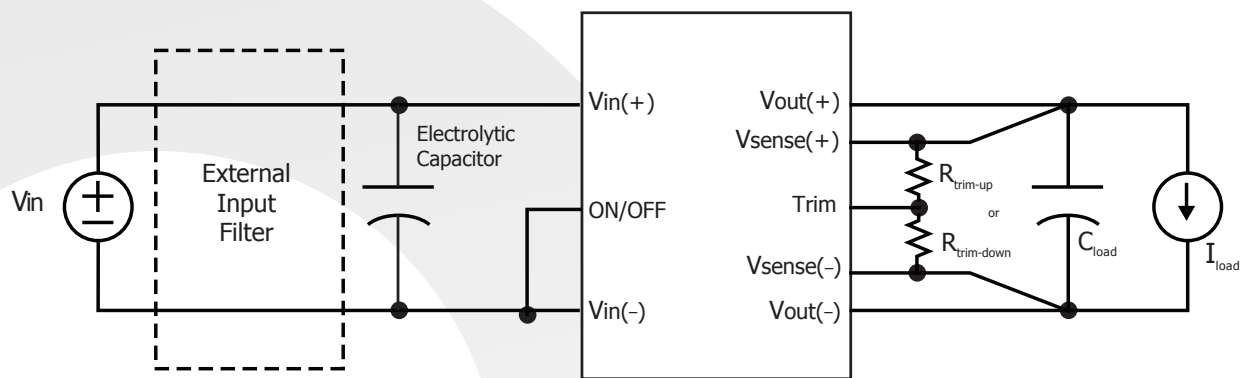 Vin
External
Input
Filter
Electrolytic
Capacitor
Vin(+)
ON/OFF
Vin(−)
Vout(+)
Vsense(+)
Trim
Vsense(−)
Vout(−)
Rtrim-up
or
Rtrim-down
Cload
Iload